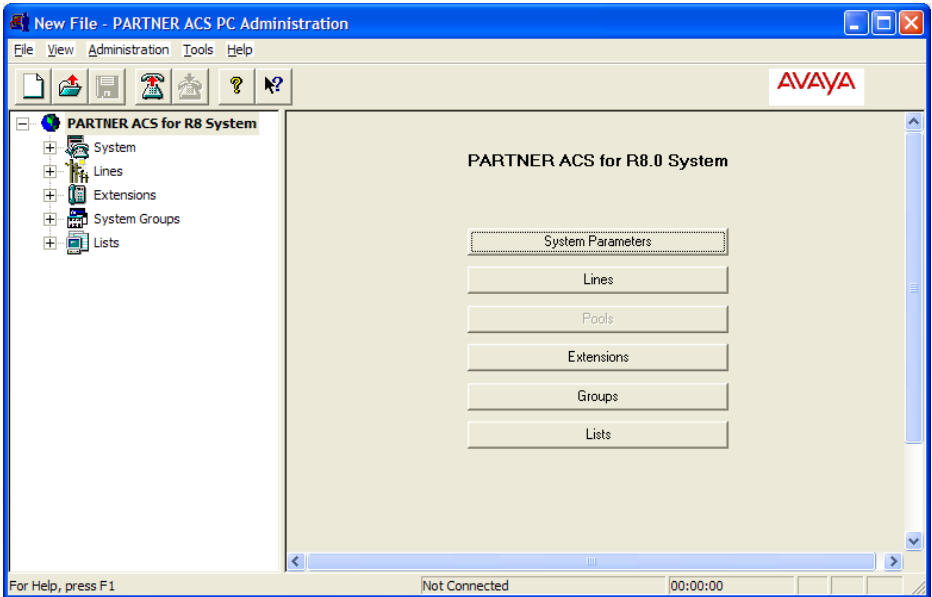 New File - PARTNER ACS PC Administration
File View Administration Tools Help
AVAYA
PARTNER ACS for R8 System
System
Lines
Extensions
System Groups
Lists
PARTNER ACS for R8.0 System
System Parameters
Lines
Pools
Extensions
Groups
Lists
For Help, press F1 Not Connected 00:00:00